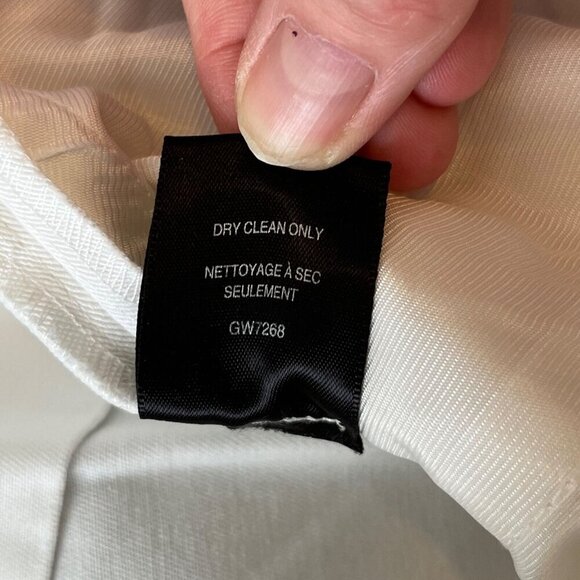 DRY CLEAN ONLY
NETTOYAGE À SEC
SEULEMENT
GW7268